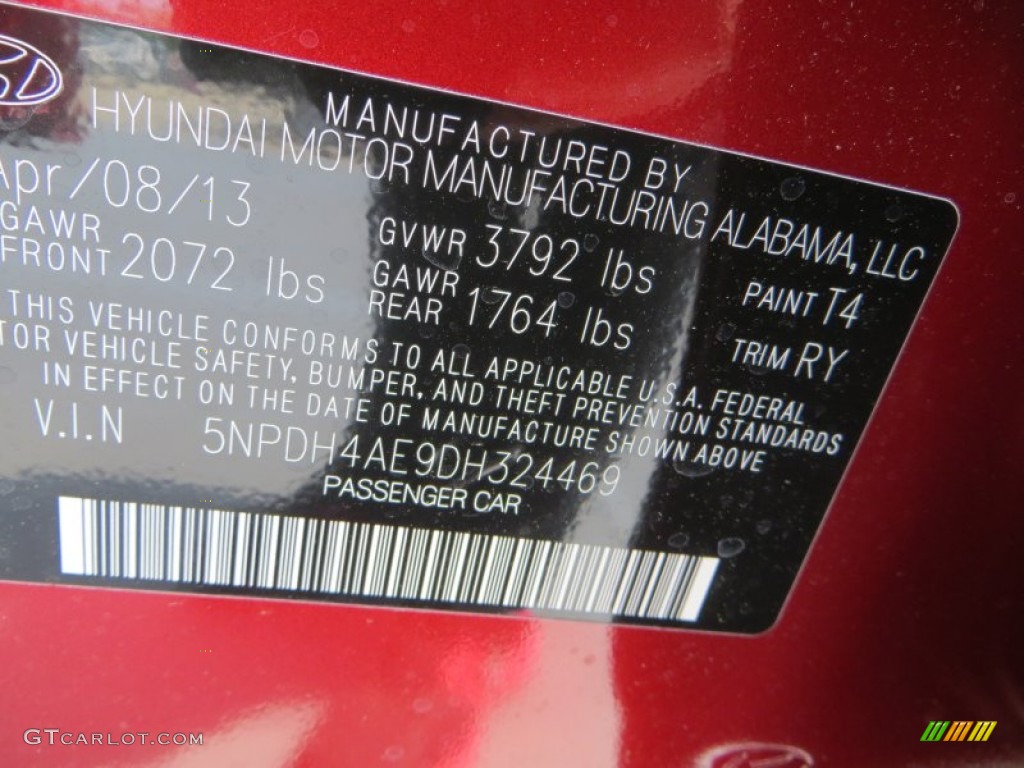 MANUFACTURED BY
HYUNDAI MOTOR MANUFACTURING ALABAMA, LLC
Apr/08/13
GVWR 3792 lbs
PAINT T4
GAWR FRONT 2072 lbs
GAWR REAR 1764 lbs
TRIM RY
THIS VEHICLE CONFORMS TO ALL APPLICABLE U.S.A. FEDERAL
TOR VEHICLE SAFETY, BUMPER, AND THEFT PREVENTION STANDARDS
IN EFFECT ON THE DATE OF MANUFACTURE SHOWN ABOVE
V.I.N 5NPDH4AE9DH324469
PASSENGER CAR
GTCARLOT.COM